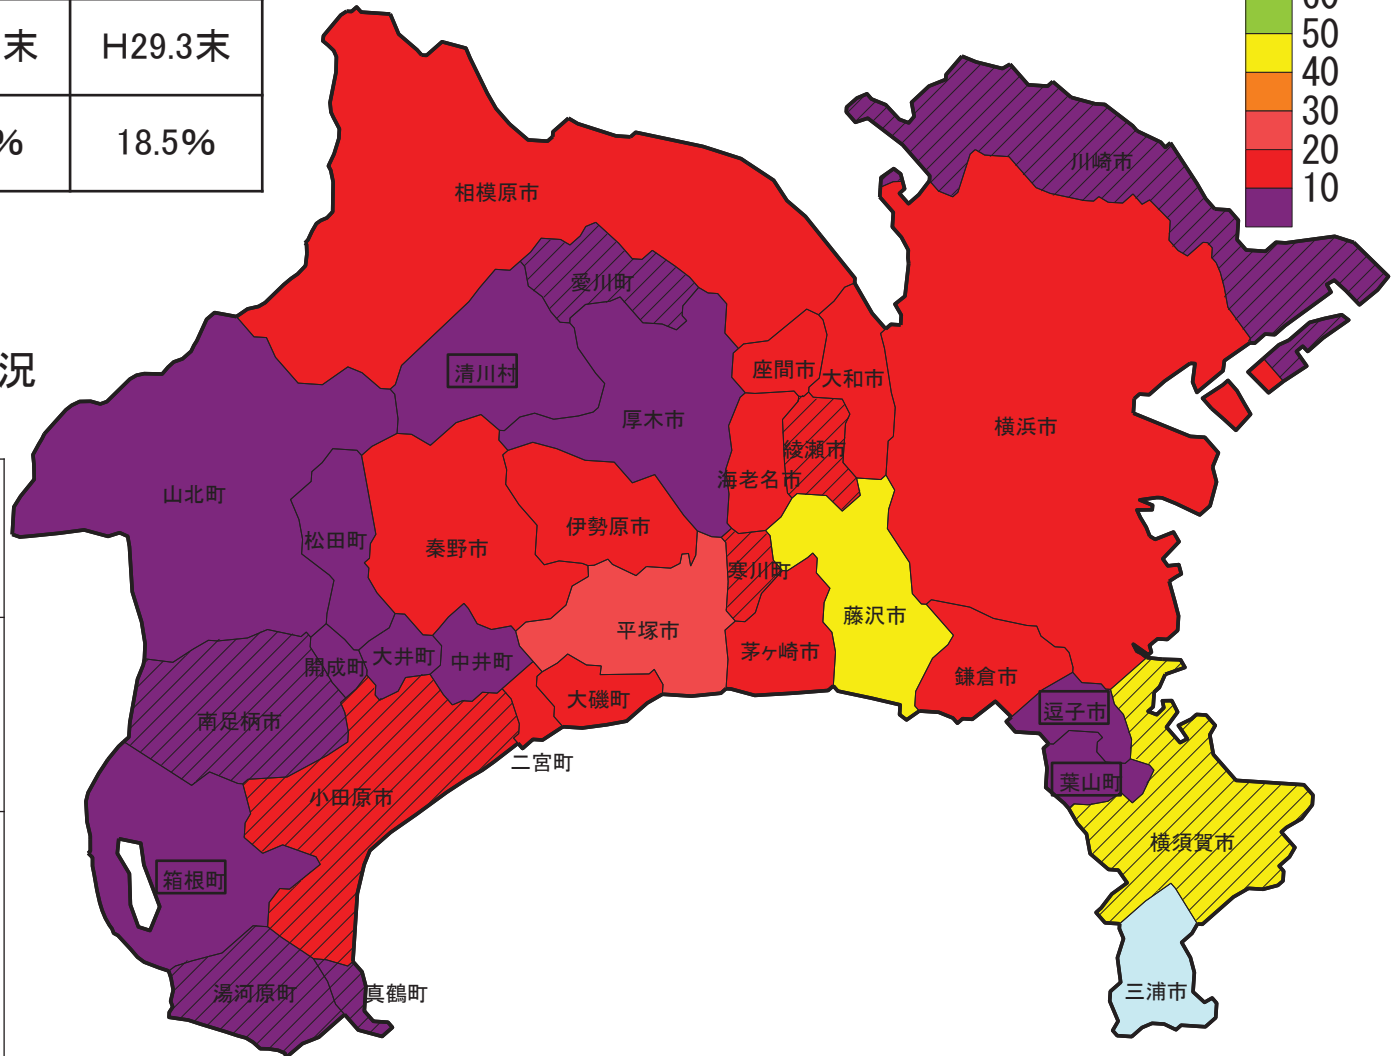 末
H29.3末
%
18.5%
況
60
50
40
30
20
10
川崎市
相模原市
愛川町
清川村
座間市
大和市
厚木市
横浜市
綾瀬市
海老名市
山北町
松田町
秦野市
伊勢原市
寒川町
藤沢市
平塚市
茅ヶ崎市
開成町
大井町
中井町
鎌倉市
大磯町
逗子市
南足柄市
二宮町
葉山町
小田原市
横須賀市
箱根町
湯河原町
真鶴町
三浦市